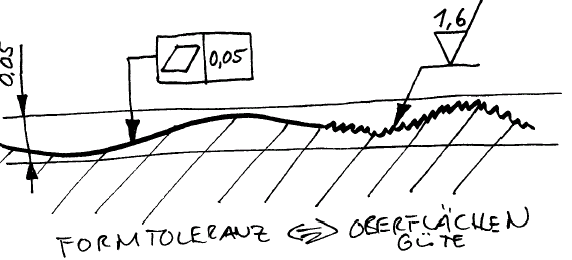 1,6
0,05
0,05
FORMTOLERANZ <=> OBERFLÄCHEN
GÜTE